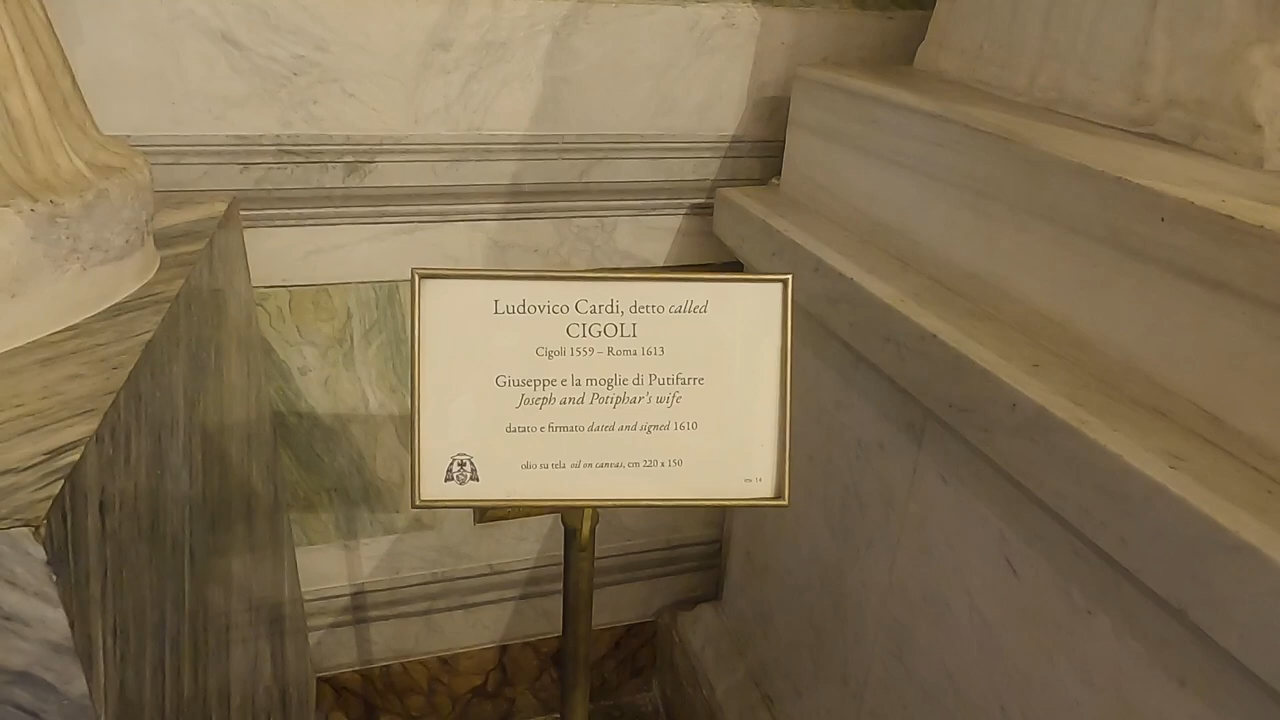 Ludovico Cardi, detto called
CIGOLI
Cigoli 1559 – Roma 1613
Giuseppe e la moglie di Putifarre
Joseph and Potiphar's wife
datato e firmato dated and signed 1610
olio su tela oil on canvas, cm 220 x 150